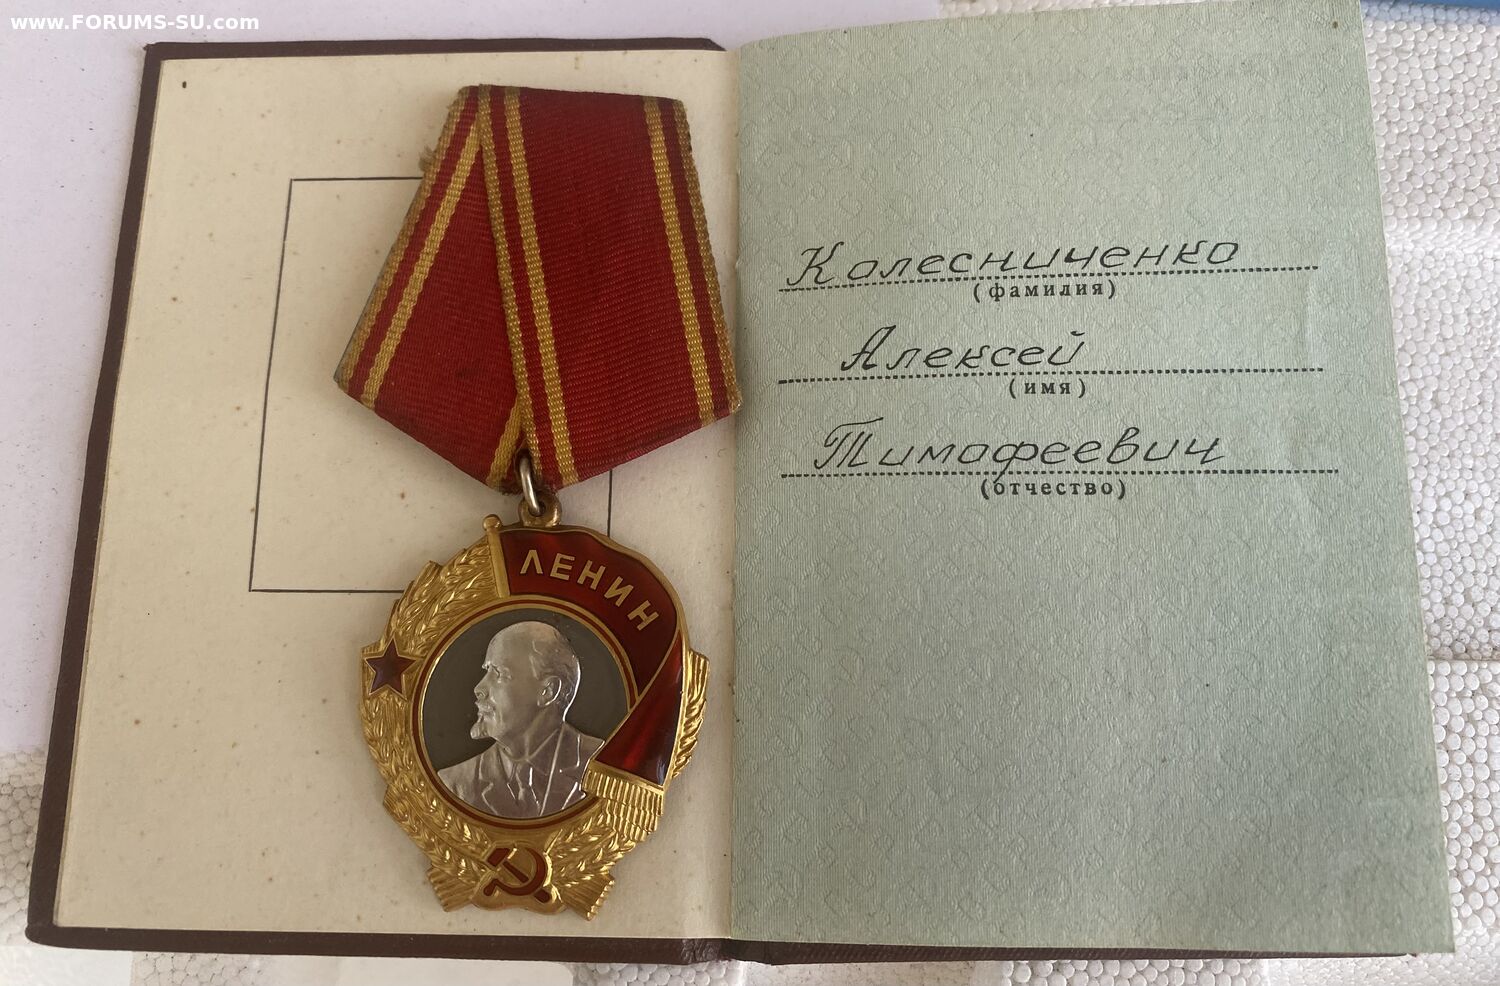 www.FORUMS-SU.com
ЛЕНИН
Колесниченко
(фамилия)
Алексей
(имя)
Тимофеевич
(отчество)